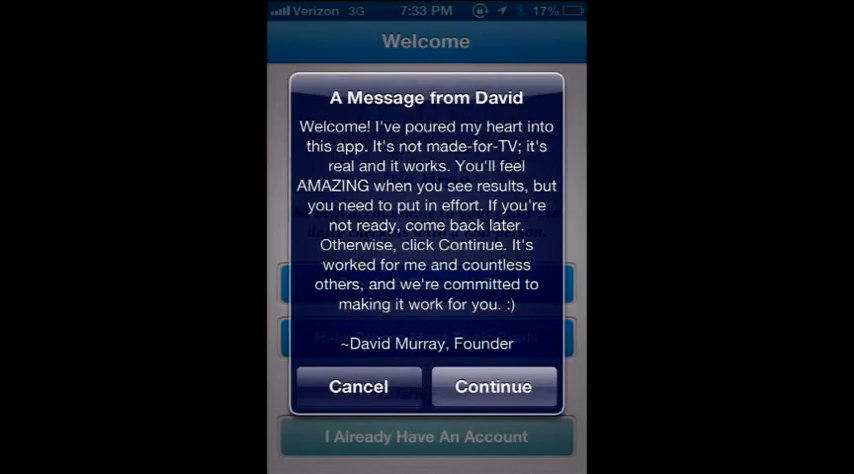 Verizon 3G 7:33 PM 17%
Welcome
A Message from David
Welcome! I've poured my heart into
this app. It's not made-for-TV; it's
real and it works. You'll feel
AMAZING when you see results, but
you need to put in effort. If you're
not ready, come back later.
Otherwise, click Continue. It's
worked for me and countless
others, and we're committed to
making it work for you. :)
~David Murray, Founder
Cancel Continue
I Already Have An Account